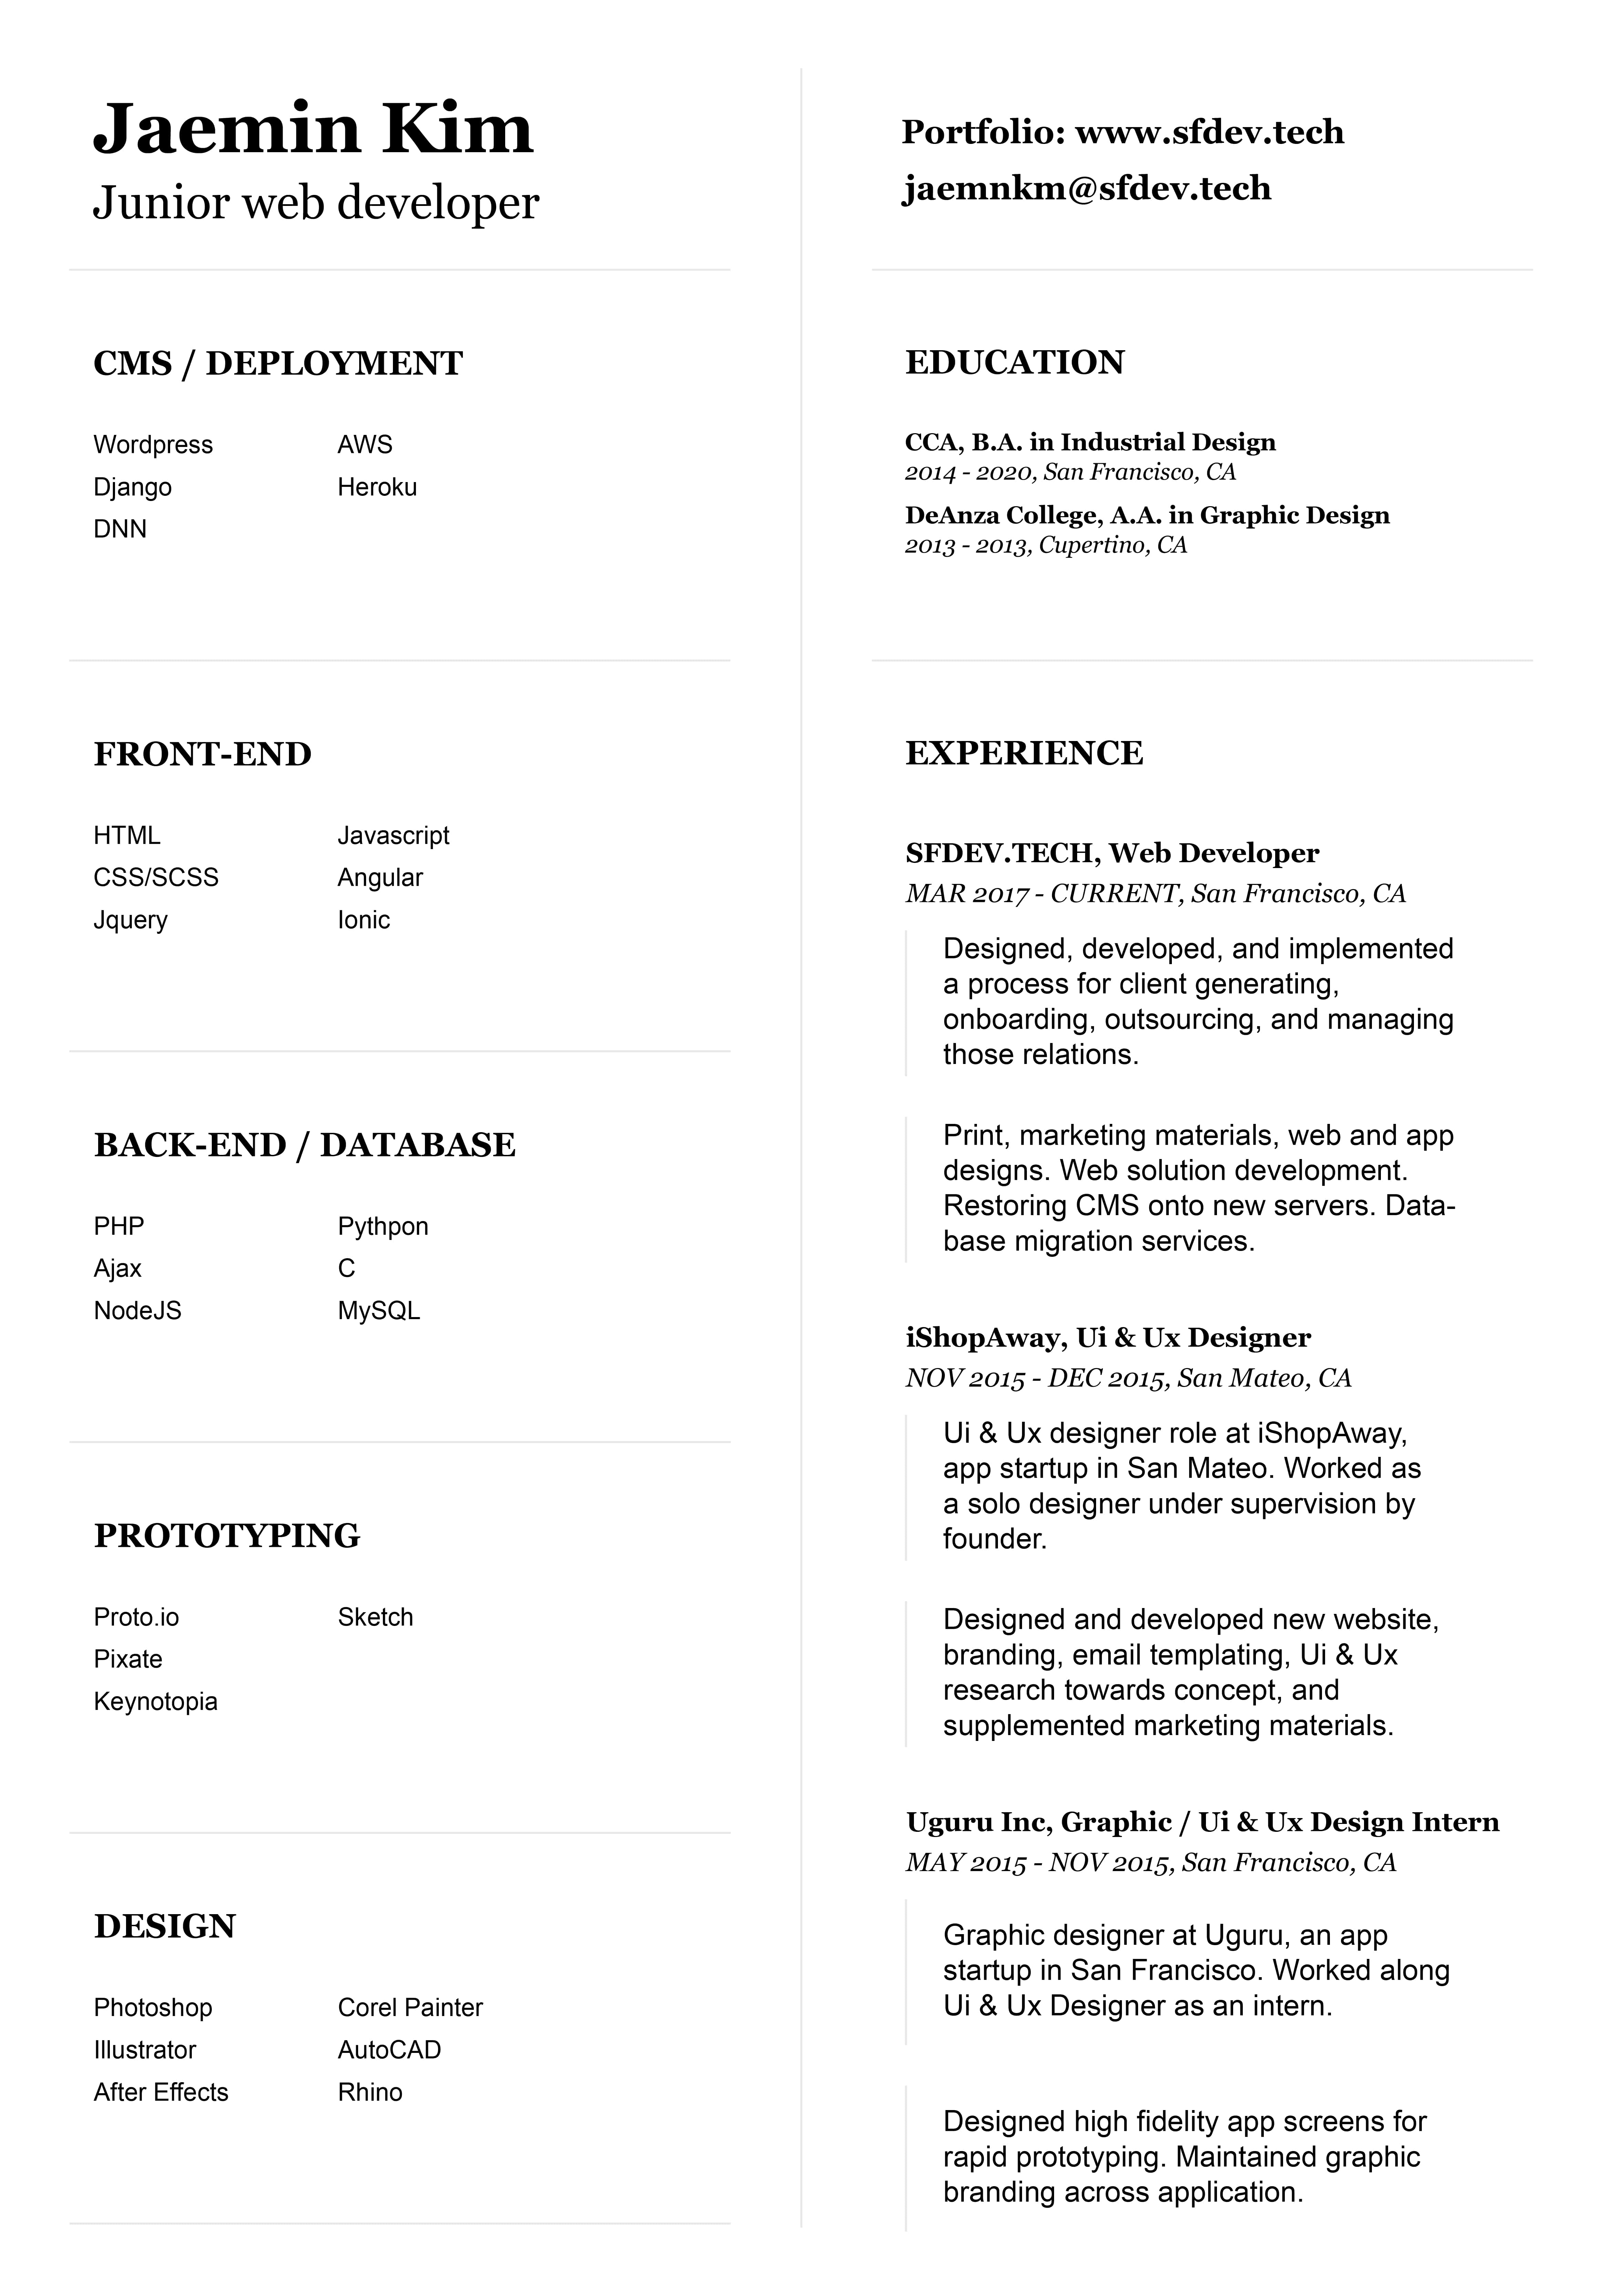 Jaemin Kim
Junior web developer
CMS / DEPLOYMENT
Wordpress
Django
DNN
AWS
Heroku
FRONT-END
HTML
CSS/SCSS
Jquery
Javascript
Angular
Ionic
BACK-END / DATABASE
PHP
Ajax
NodeJS
Pythpon
C
MySQL
PROTOTYPING
Proto.io
Pixate
Keynotopia
Sketch
DESIGN
Photoshop
Illustrator
After Effects
Corel Painter
AutoCAD
Rhino
Portfolio: www.sfdev.tech
jaemnkm@sfdev.tech
EDUCATION
CCA, B.A. in Industrial Design
2014 - 2020, San Francisco, CA
DeAnza College, A.A. in Graphic Design
2013 - 2013, Cupertino, CA
EXPERIENCE
SFDEV.TECH, Web Developer
MAR 2017 - CURRENT, San Francisco, CA
Designed, developed, and implemented
a process for client generating,
onboarding, outsourcing, and managing
those relations.
Print, marketing materials, web and app
designs. Web solution development.
Restoring CMS onto new servers. Data-
base migration services.
iShopAway, Ui & Ux Designer
NOV 2015 - DEC 2015, San Mateo, CA
Ui & Ux designer role at iShopAway,
app startup in San Mateo. Worked as
a solo designer under supervision by
founder.
Designed and developed new website,
branding, email templating, Ui & Ux
research towards concept, and
supplemented marketing materials.
Uguru Inc, Graphic / Ui & Ux Design Intern
MAY 2015 - NOV 2015, San Francisco, CA
Graphic designer at Uguru, an app
startup in San Francisco. Worked along
Ui & Ux Designer as an intern.
Designed high fidelity app screens for
rapid prototyping. Maintained graphic
branding across application.